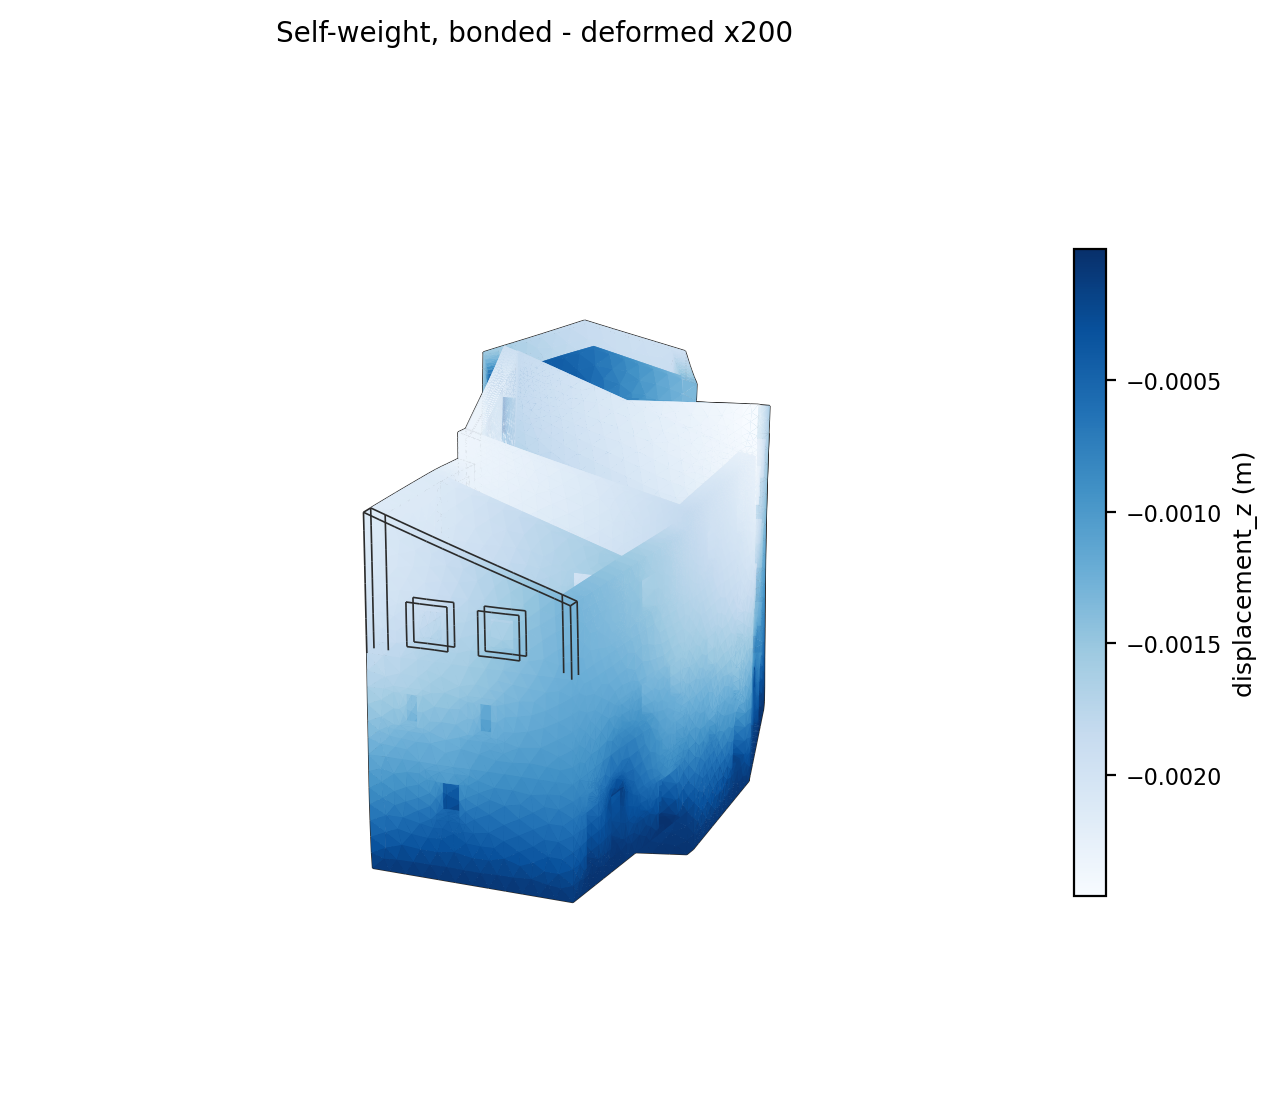 Self-weight, bonded - deformed x200
−0.0005
−0.0010
−0.0015
−0.0020
displacement_z (m)